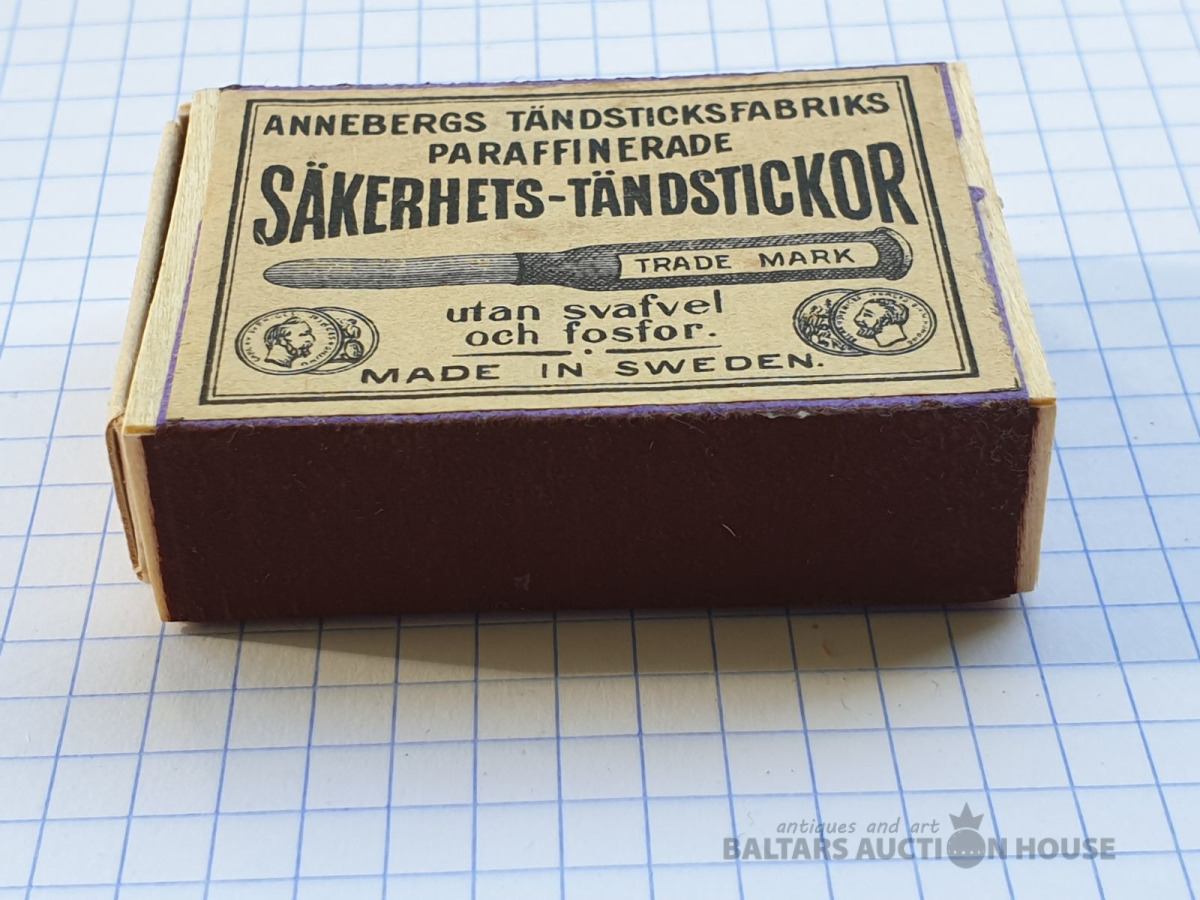 ANNEBERGS TÄNDSTICKSFABRIKS
PARAFFINERADE
SÄKERHETS-TÄNDSTICKOR
TRADE MARK
utan svafvel
och fosfor.
MADE IN SWEDEN.
antiques and art
BALTARS AUCTION HOUSE